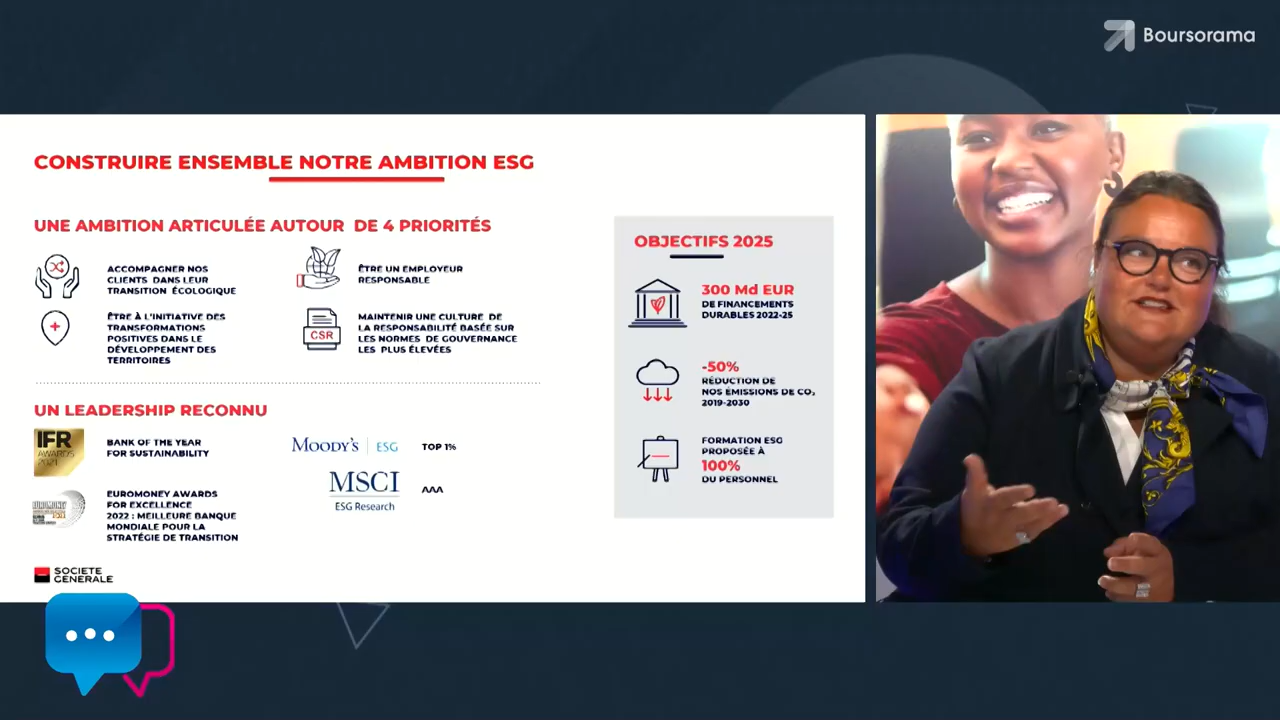 Boursorama
CONSTRUIRE ENSEMBLE NOTRE AMBITION ESG
UNE AMBITION ARTICULÉE AUTOUR DE 4 PRIORITÉS
ACCOMPAGNER NOS
CLIENTS DANS LEUR
TRANSITION ÉCOLOGIQUE
ÊTRE UN EMPLOYEUR
RESPONSABLE
ÊTRE À L'INITIATIVE DES
TRANSFORMATIONS
POSITIVES DANS LE
DÉVELOPPEMENT DES
TERRITOIRES
CSR
MAINTENIR UNE CULTURE DE
LA RESPONSABILITÉ BASÉE SUR
LES NORMES DE GOUVERNANCE
LES PLUS ÉLEVÉES
UN LEADERSHIP RECONNU
IFR
AWARDS
2021
BANK OF THE YEAR
FOR SUSTAINABILITY
MOODY'S ESG
TOP 1%
MSCI
ESG Research
AAA
EUROMONEY
EUROMONEY AWARDS
FOR EXCELLENCE
2022 : MEILLEURE BANQUE
MONDIALE POUR LA
STRATÉGIE DE TRANSITION
SOCIETE
GENERALE
OBJECTIFS 2025
300 Md EUR
DE FINANCEMENTS
DURABLES 2022-25
-50%
RÉDUCTION DE
NOS ÉMISSIONS DE CO₂
2019-2030
FORMATION ESG
PROPOSÉE À
100%
DU PERSONNEL